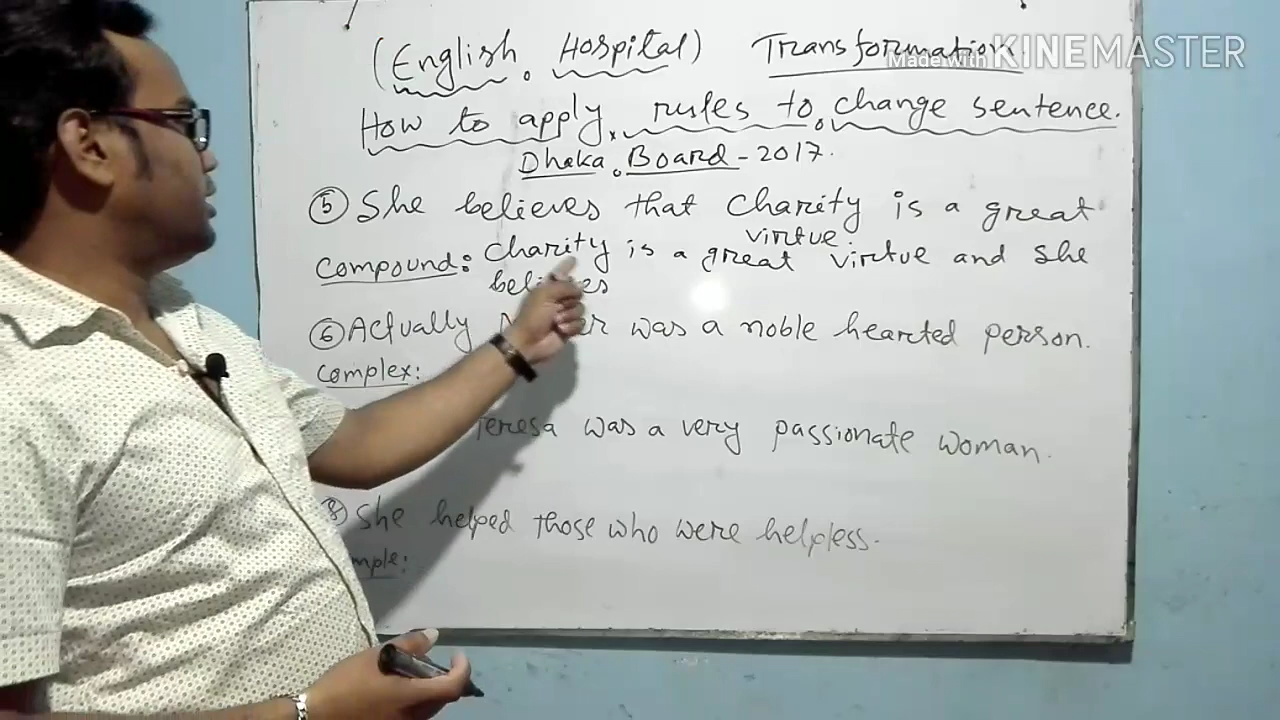 (English Hospital) Transformation.
Made with KINEMASTER
How to apply rules to change sentence.
Dhaka Board - 2017.
⑤ She believes that charity is a great
virtue.
Compound: Charity is a great virtue and she
believes
⑥ Actually was a noble hearted person.
Complex:
Teresa was a very passionate woman.
⑧ She helped those who were helpless.
mple: